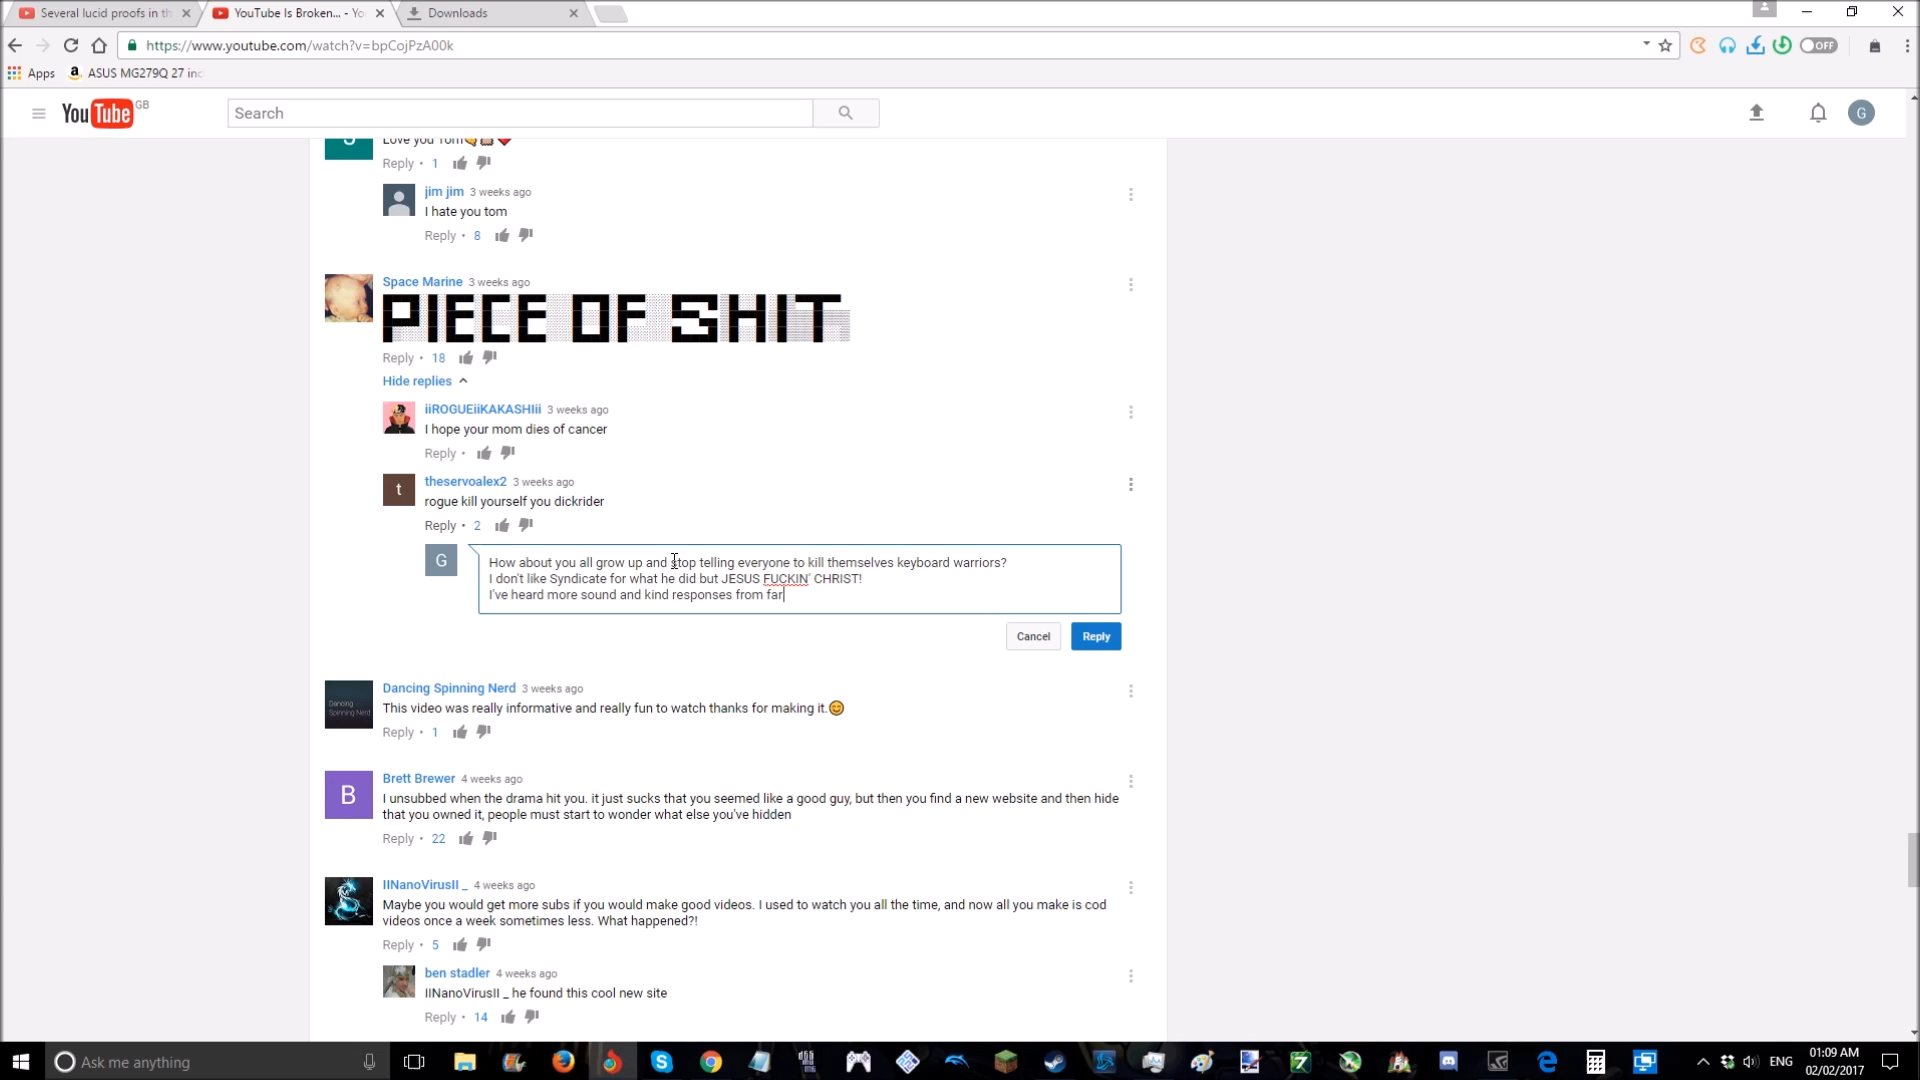 Several lucid proofs in th
YouTube Is Broken... - Yo
Downloads
https://www.youtube.com/watch?v=bpCojPzA00k
OFF
Apps
ASUS MG279Q 27 inc
YouTube GB
Search
G
Love you Tom
Reply • 1
jim jim 3 weeks ago
I hate you tom
Reply • 8
Space Marine 3 weeks ago
PIECE OF SHIT
Reply • 18
Hide replies
iiROGUEiiKAKASHIii 3 weeks ago
I hope your mom dies of cancer
Reply •
t
theservoalex2 3 weeks ago
rogue kill yourself you dickrider
Reply • 2
G
How about you all grow up and stop telling everyone to kill themselves keyboard warriors?
I don't like Syndicate for what he did but JESUS FUCKIN' CHRIST!
I've heard more sound and kind responses from far
Cancel
Reply
Dancing Spinning Nerd 3 weeks ago
Dancing
Spinning Nerd
This video was really informative and really fun to watch thanks for making it.😊
Reply • 1
B
Brett Brewer 4 weeks ago
I unsubbed when the drama hit you. it just sucks that you seemed like a good guy, but then you find a new website and then hide
that you owned it, people must start to wonder what else you've hidden
Reply • 22
IINanoVirusII _ 4 weeks ago
Maybe you would get more subs if you would make good videos. I used to watch you all the time, and now all you make is cod
videos once a week sometimes less. What happened?!
Reply • 5
ben stadler 4 weeks ago
IINanoVirusII _ he found this cool new site
Reply • 14
Ask me anything
ENG
01:09 AM
02/02/2017